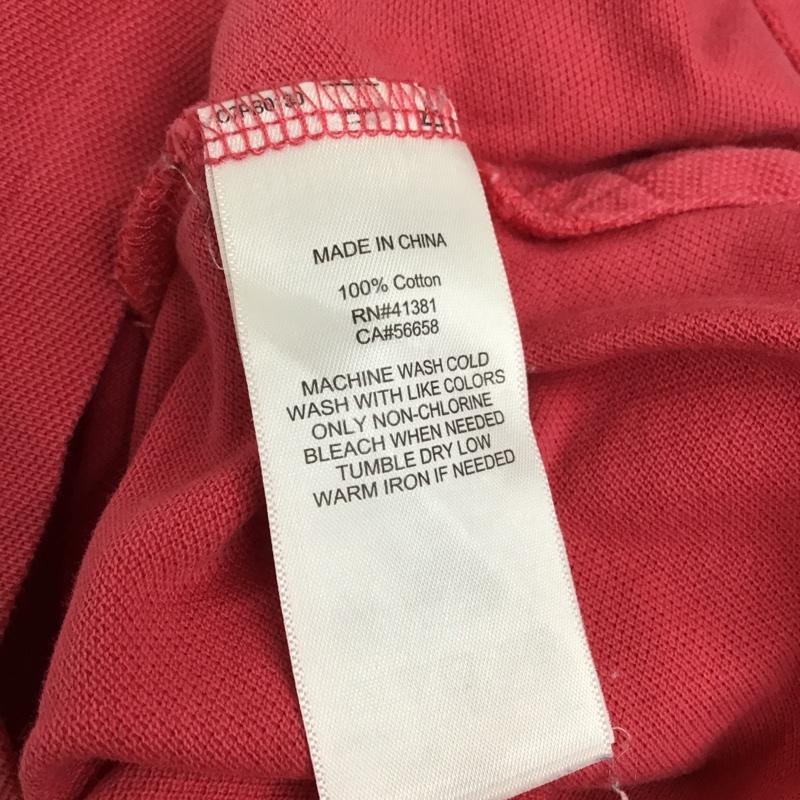 MADE IN CHINA
100% Cotton
RN#41381
CA#56658
MACHINE WASH COLD
WASH WITH LIKE COLORS
ONLY NON-CHLORINE
BLEACH WHEN NEEDED
TUMBLE DRY LOW
WARM IRON IF NEEDED